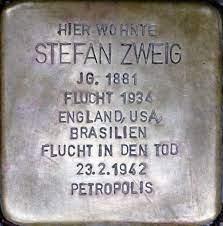 HIER WOHNTE
STEFAN ZWEIG
JG. 1881
FLUCHT 1934
ENGLAND, USA,
BRASILIEN
FLUCHT IN DEN TOD
23.2.1942
PETROPOLIS